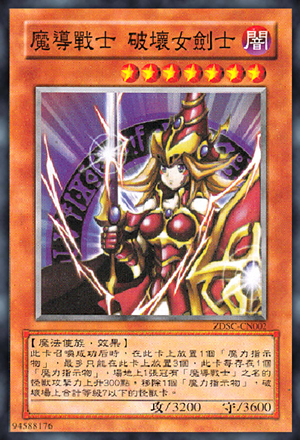 魔導戰士 破壞女劍士 闇
ZDSC-CN002
【魔法使族·效果】
此卡召喚成功后時，在此卡上放置1個「魔力指示
物」，最多只能在此卡上放置3個，此卡每存在1個
「魔力指示物」，場地上1張冠有「魔導戰士」之名的
怪獸攻擊力上升300點，移除1個「魔力指示物」，破
壞場上合計等級7以下的怪獸卡。
攻/3200 守/3600
94588176